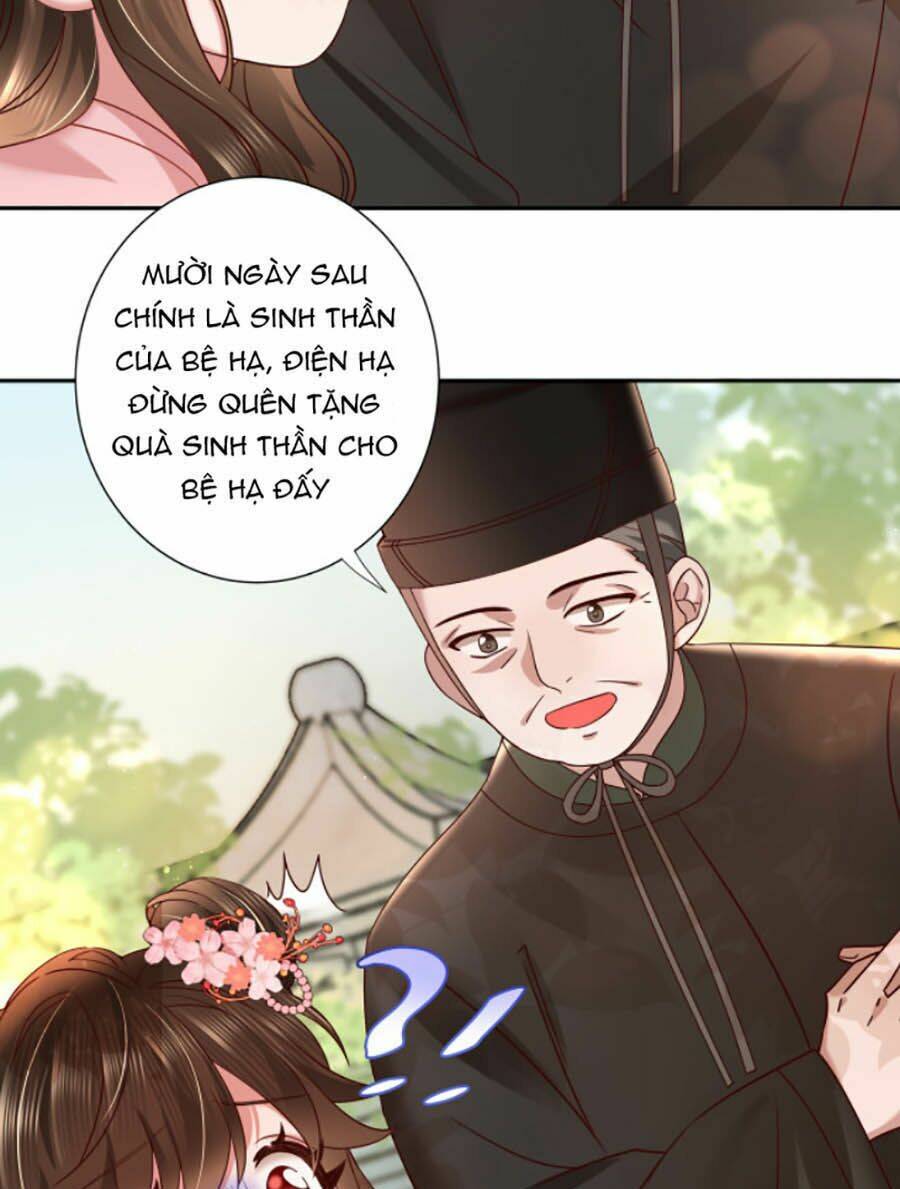 MƯỜI NGÀY SAU
CHÍNH LÀ SINH THẦN
CỦA BỆ HẠ, ĐIỆN HẠ
ĐỪNG QUÊN TẶNG
QUÀ SINH THẦN CHO
BỆ HẠ ĐẤY
?!